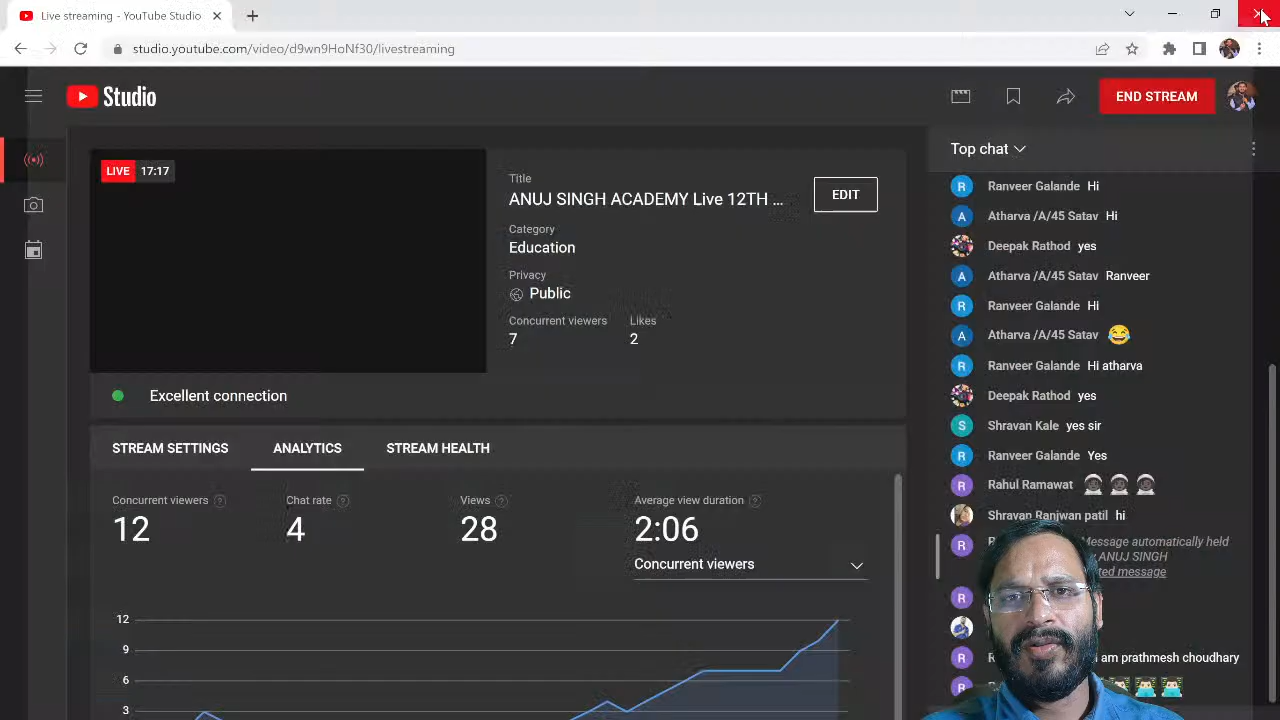 Live streaming - YouTube Studio
studio.youtube.com/video/d9wn9HoNf30/livestreaming
Studio
END STREAM
LIVE 17:17
Title
ANUJ SINGH ACADEMY Live 12TH ...
EDIT
Category
Education
Privacy
Public
Concurrent viewers Likes
7 2
Excellent connection
STREAM SETTINGS ANALYTICS STREAM HEALTH
Concurrent viewers ? Chat rate ? Views ? Average view duration ?
12 4 28 2:06
Concurrent viewers
12
9
6
3
Top chat
R Ranveer Galande Hi
A Atharva /A/45 Satav Hi
Deepak Rathod yes
A Atharva /A/45 Satav Ranveer
R Ranveer Galande Hi
A Atharva /A/45 Satav 😂
R Ranveer Galande Hi atharva
Deepak Rathod yes
S Shravan Kale yes sir
R Ranveer Galande Yes
R Rahul Ramawat
Shravan Ranjwan patil hi
R Message automatically held
ANUJ SINGH
message
R
R am prathmesh choudhary
R